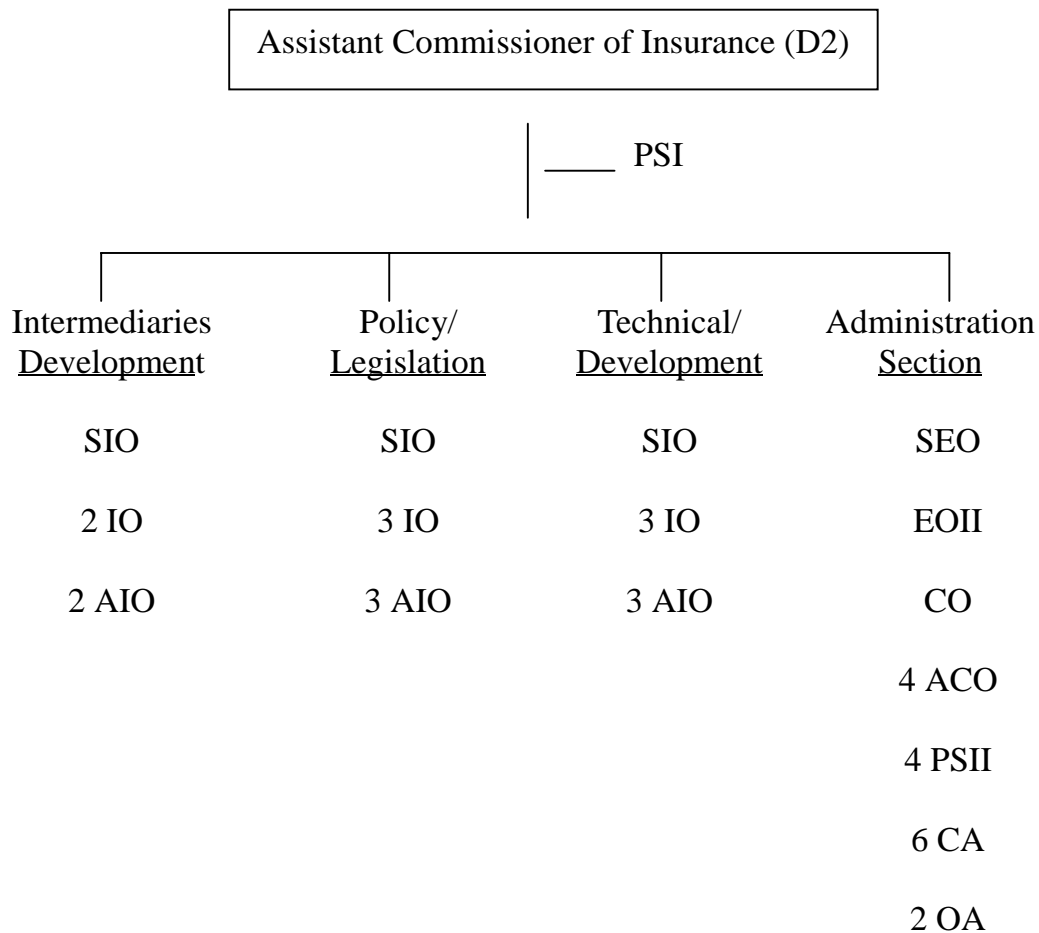 Assistant Commissioner of Insurance (D2)
PSI
Intermediaries
Development
SIO
2 IO
2 AIO
Policy/
Legislation
SIO
3 IO
3 AIO
Technical/
Development
SIO
3 IO
3 AIO
Administration
Section
SEO
EOII
CO
4 ACO
4 PSII
6 CA
2 OA